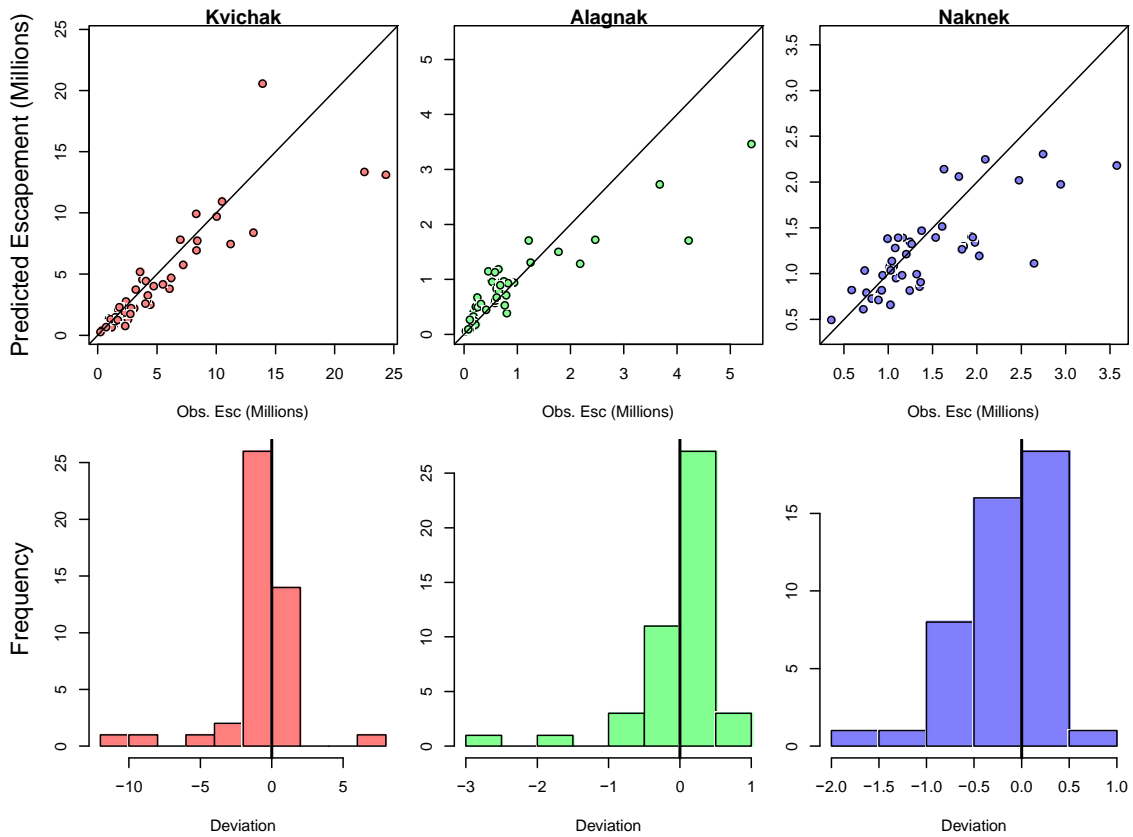 Kvichak
Alagnak
Naknek
Predicted Escapement (Millions)
0 5 10 15 20 25
0 5 10 15 20 25
Obs. Esc (Millions)
0 1 2 3 4 5
0 1 2 3 4 5
Obs. Esc (Millions)
0.5 1.0 1.5 2.0 2.5 3.0 3.5
0.5 1.0 1.5 2.0 2.5 3.0 3.5
Obs. Esc (Millions)
Frequency
0 5 10 15 20 25
−10 −5 0 5
Deviation
0 5 10 15 20 25
−3 −2 −1 0 1
Deviation
0 5 10 15
−2.0 −1.5 −1.0 −0.5 0.0 0.5 1.0
Deviation